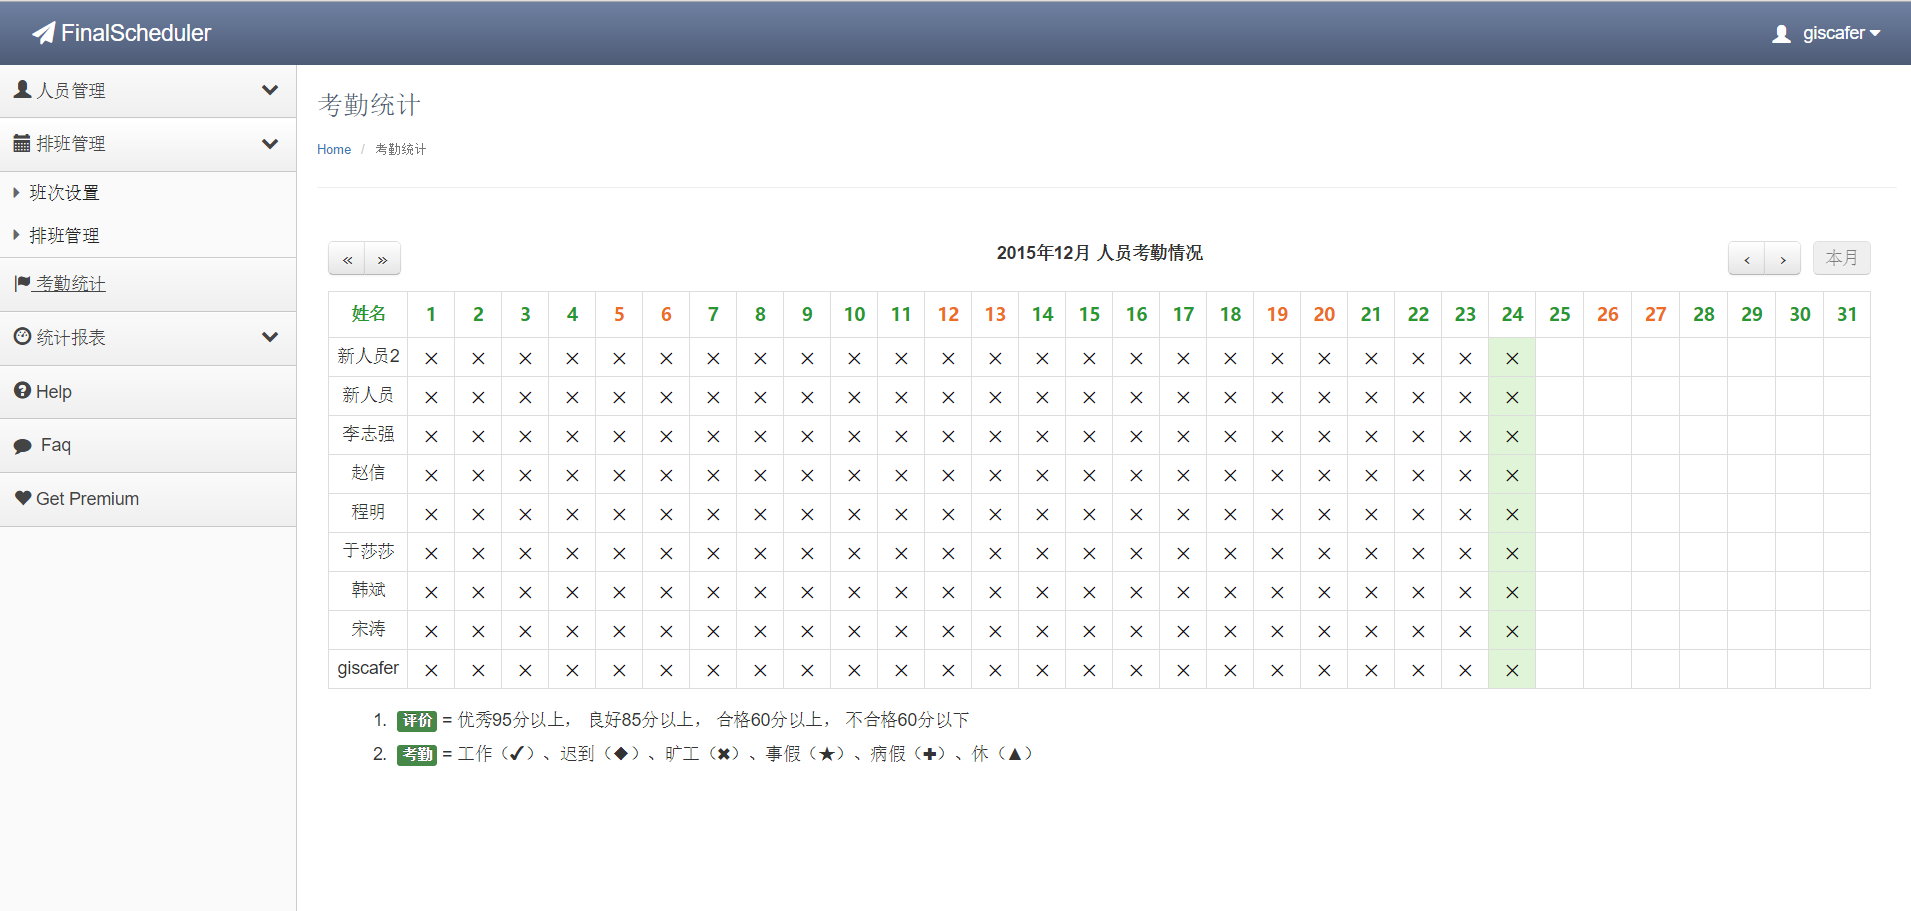 FinalScheduler
giscafer
人员管理
排班管理
班次设置
排班管理
考勤统计
统计报表
Help
Faq
Get Premium
考勤统计
Home / 考勤统计
« »
2015年12月 人员考勤情况
‹ › 本月
姓名 1 2 3 4 5 6 7 8 9 10 11 12 13 14 15 16 17 18 19 20 21 22 23 24 25 26 27 28 29 30 31
新人员2 × × × × × × × × × × × × × × × × × × × × × × × ×
新人员 × × × × × × × × × × × × × × × × × × × × × × × ×
李志强 × × × × × × × × × × × × × × × × × × × × × × × ×
赵信 × × × × × × × × × × × × × × × × × × × × × × × ×
程明 × × × × × × × × × × × × × × × × × × × × × × × ×
于莎莎 × × × × × × × × × × × × × × × × × × × × × × × ×
韩斌 × × × × × × × × × × × × × × × × × × × × × × × ×
宋涛 × × × × × × × × × × × × × × × × × × × × × × × ×
giscafer × × × × × × × × × × × × × × × × × × × × × × × ×
1. 评价 = 优秀95分以上， 良好85分以上， 合格60分以上， 不合格60分以下
2. 考勤 = 工作（✔）、迟到（◆）、旷工（✖）、事假（★）、病假（✚）、休（▲）